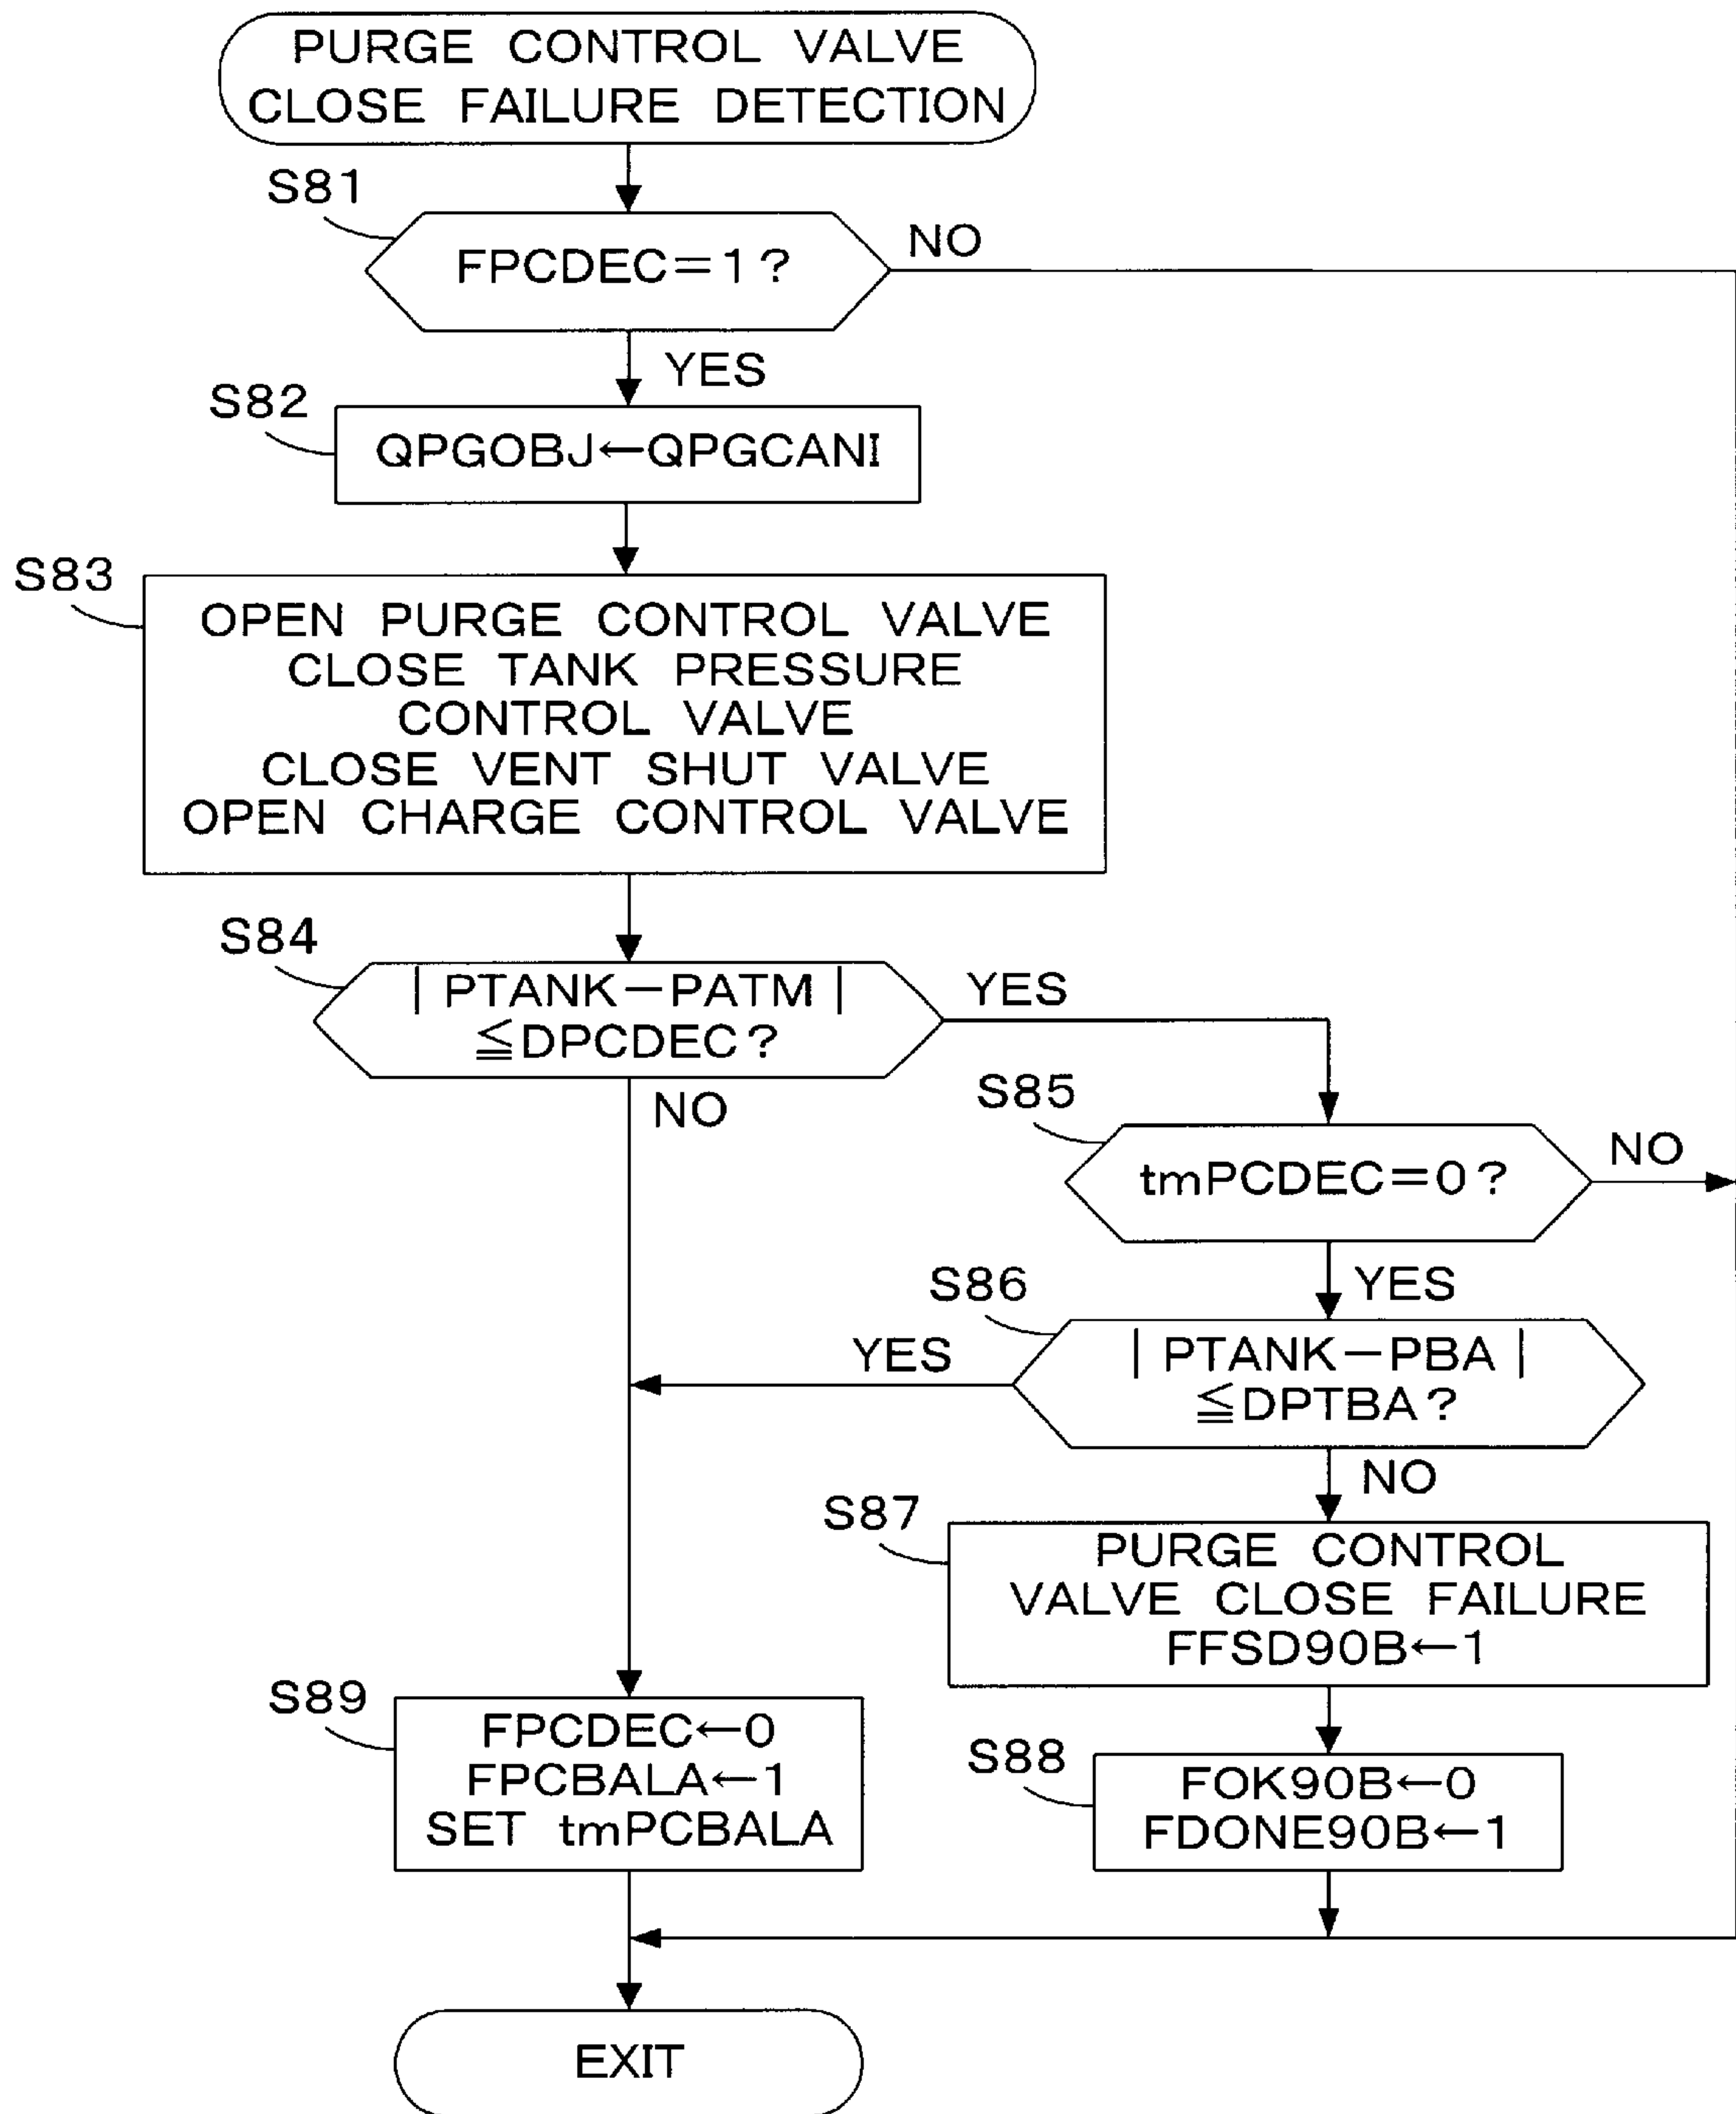 PURGE CONTROL VALVE
CLOSE FAILURE DETECTION
S81
FPCDEC=1?
NO
YES
S82
QPGOBJ←QPGCANI
S83
OPEN PURGE CONTROL VALVE
CLOSE TANK PRESSURE
CONTROL VALVE
CLOSE VENT SHUT VALVE
OPEN CHARGE CONTROL VALVE
S84
| PTANK-PATM |
≦DPCDEC?
YES
NO
S85
tmPCDEC=0?
NO
YES
S86
| PTANK-PBA |
≦DPTBA?
YES
NO
S87
PURGE CONTROL
VALVE CLOSE FAILURE
FFSD90B←1
S89
FPCDEC←0
FPCBALA←1
SET tmPCBALA
S88
FOK90B←0
FDONE90B←1
EXIT